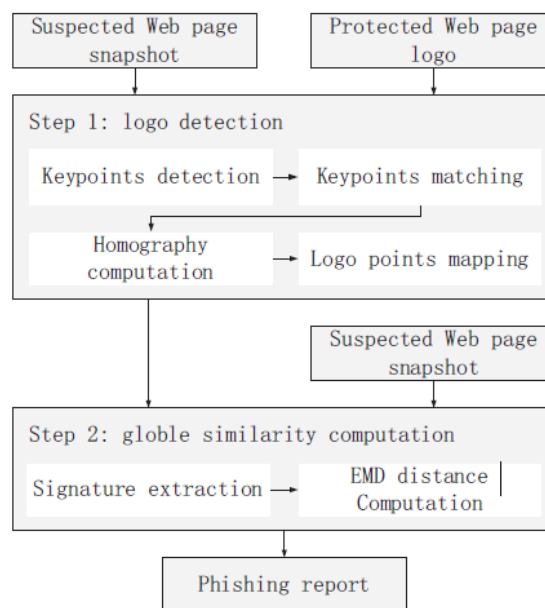 Suspected Web page
snapshot
Protected Web page
logo
Step 1: logo detection
Keypoints detection
Keypoints matching
Homography
computation
Logo points mapping
Suspected Web page
snapshot
Step 2: globle similarity computation
Signature extraction
EMD distance
Computation
Phishing report